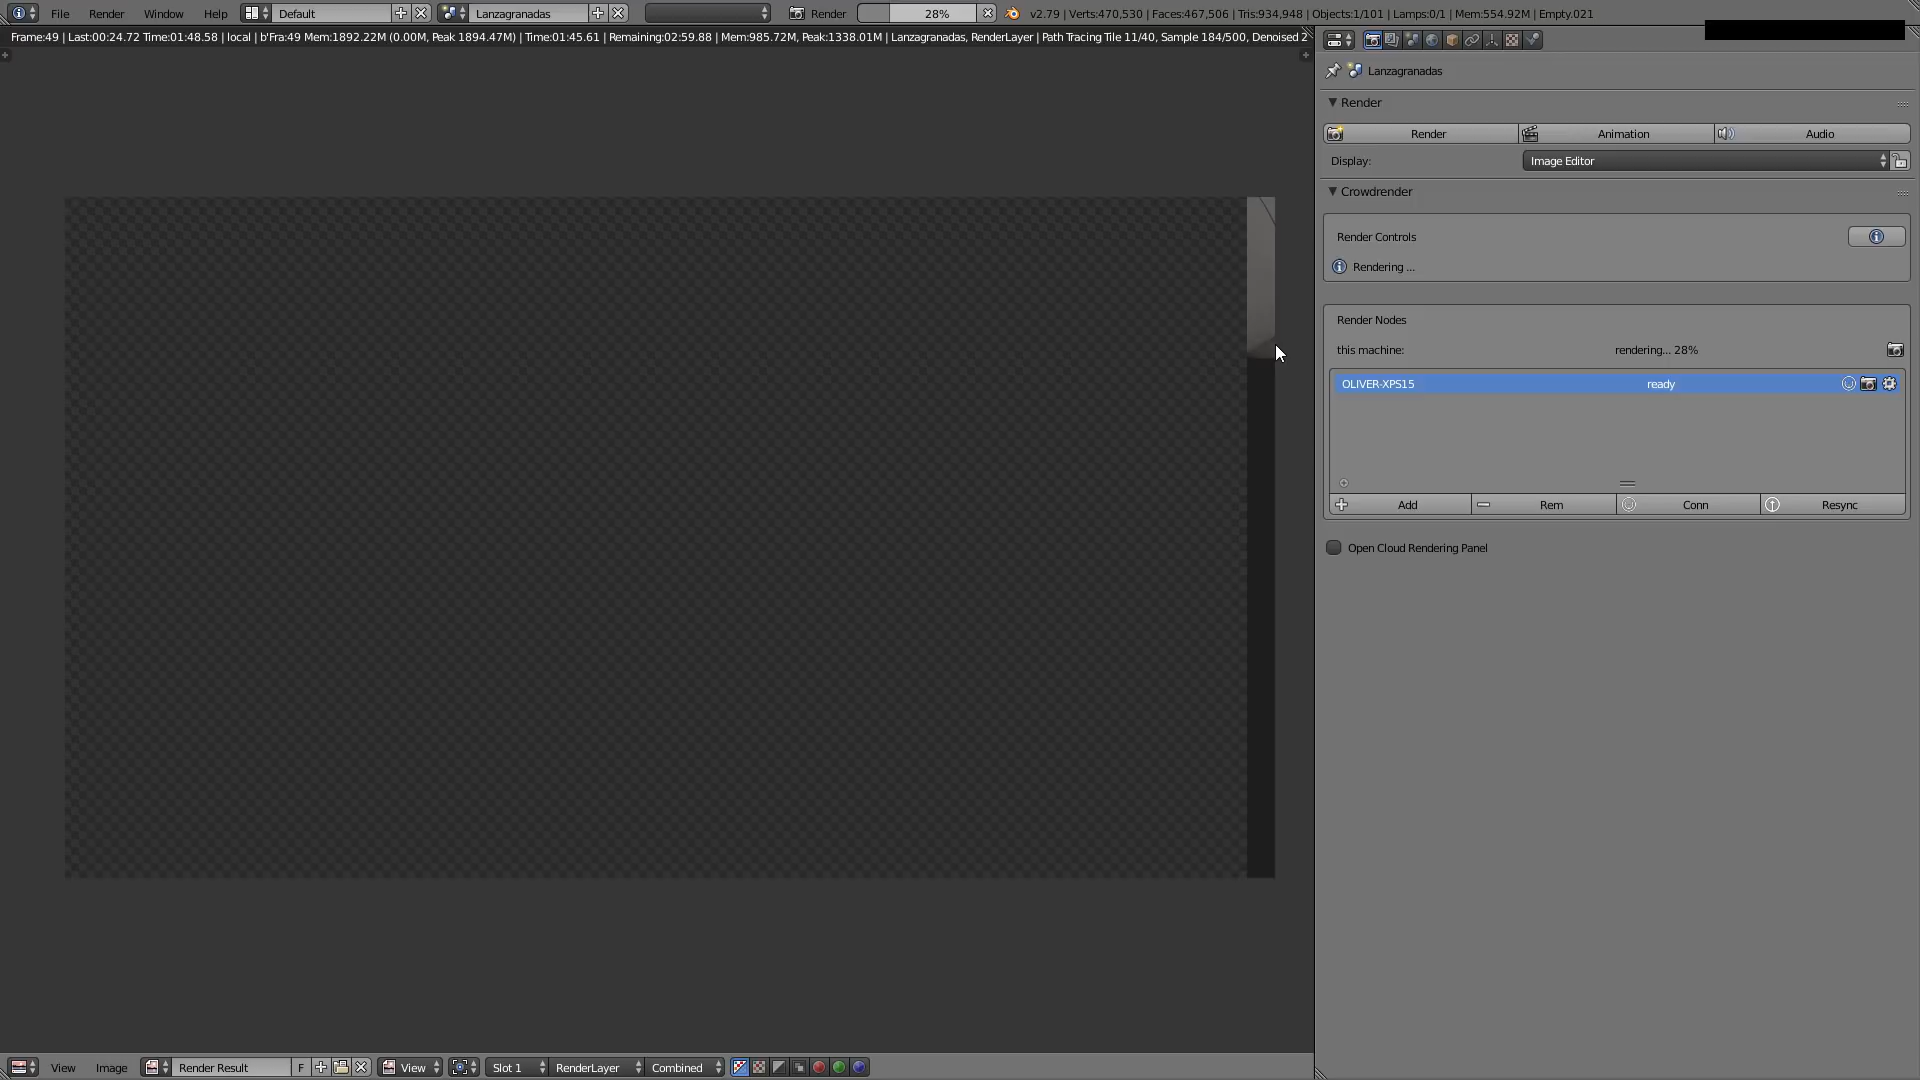 File Render Window Help Default Lanzagranadas Render 28% v2.79 | Verts:470,530 | Faces:467,506 | Tris:934,948 | Objects:1/101 | Lamps:0/1 | Mem:554.92M | Empty.021
Frame:49 | Last:00:24.72 Time:01:48.58 | local | b'Fra:49 Mem:1892.22M (0.00M, Peak 1894.47M) | Time:01:45.61 | Remaining:02:59.88 | Mem:985.72M, Peak:1338.01M | Lanzagranadas, RenderLayer | Path Tracing Tile 11/40, Sample 184/500, Denoised 2
Lanzagranadas
Render
Render Animation Audio
Display: Image Editor
Crowdrender
Render Controls
Rendering ...
Render Nodes
this machine: rendering... 28%
OLIVER-XPS15 ready
Add Rem Conn Resync
Open Cloud Rendering Panel
View Image Render Result F View Slot 1 RenderLayer Combined